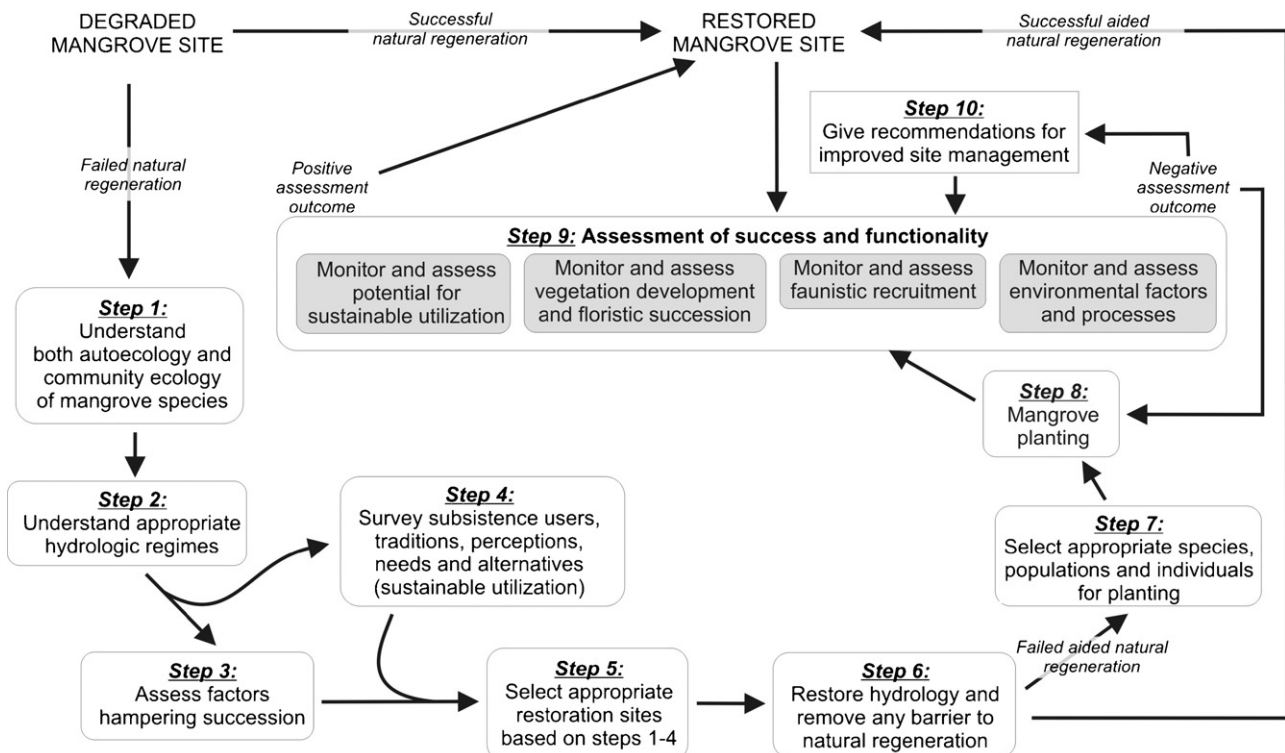 DEGRADED
MANGROVE SITE
Successful
natural regeneration
RESTORED
MANGROVE SITE
Successful aided
natural regeneration
Failed natural
regeneration
Positive
assessment
outcome
Step 10:
Give recommendations for
improved site management
Negative
assessment
outcome
Step 9: Assessment of success and functionality
Monitor and assess
potential for
sustainable utilization
Monitor and assess
vegetation development
and floristic succession
Monitor and assess
faunistic recruitment
Monitor and assess
environmental factors
and processes
Step 1:
Understand
both autoecology and
community ecology
of mangrove species
Step 8:
Mangrove
planting
Step 2:
Understand appropriate
hydrologic regimes
Step 4:
Survey subsistence users,
traditions, perceptions,
needs and alternatives
(sustainable utilization)
Step 7:
Select appropriate species,
populations and individuals
for planting
Failed aided natural
regeneration
Step 3:
Assess factors
hampering succession
Step 5:
Select appropriate
restoration sites
based on steps 1-4
Step 6:
Restore hydrology and
remove any barrier to
natural regeneration